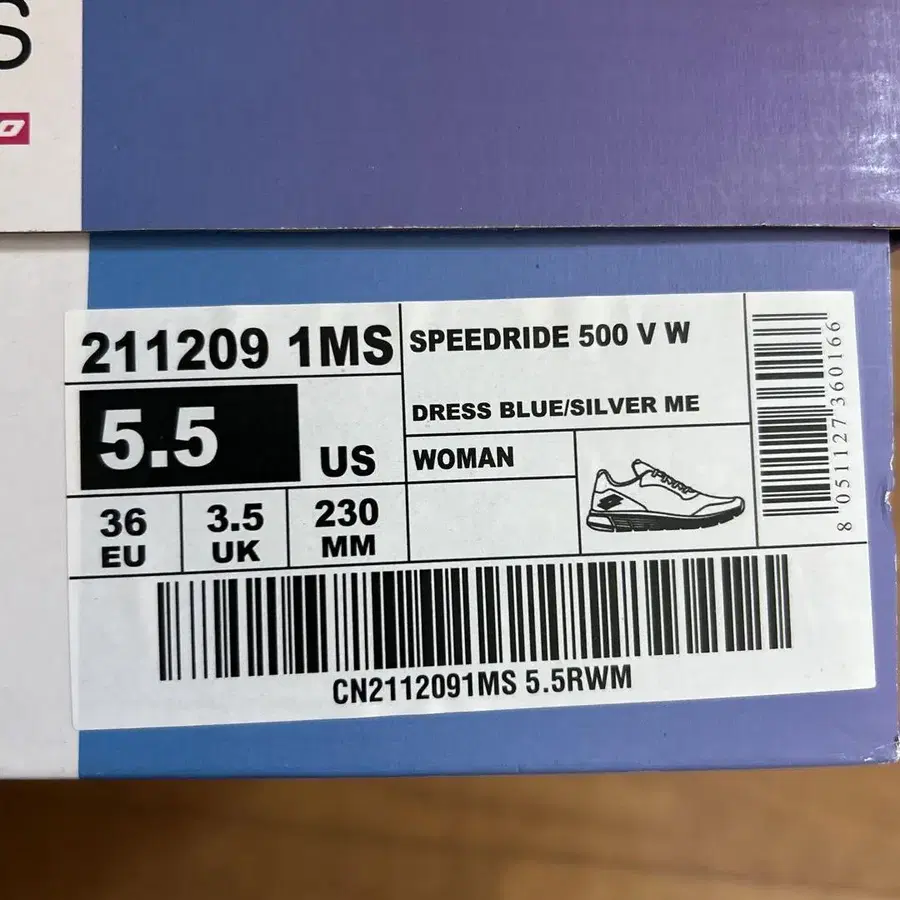 S
211209 1MS
SPEEDRIDE 500 V W
DRESS BLUE/SILVER ME
5.5
US
WOMAN
36
EU
3.5
UK
230
MM
8 051127 360166
CN2112091MS 5.5RWM